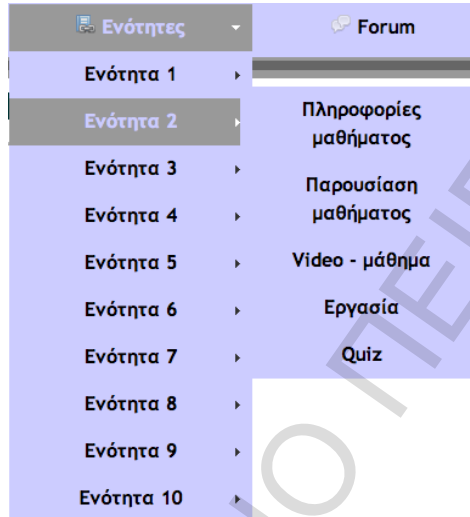 Ενότητες
Forum
Ενότητα 1
Ενότητα 2
Ενότητα 3
Ενότητα 4
Ενότητα 5
Ενότητα 6
Ενότητα 7
Ενότητα 8
Ενότητα 9
Ενότητα 10
Πληροφορίες
μαθήματος
Παρουσίαση
μαθήματος
Video - μάθημα
Εργασία
Quiz